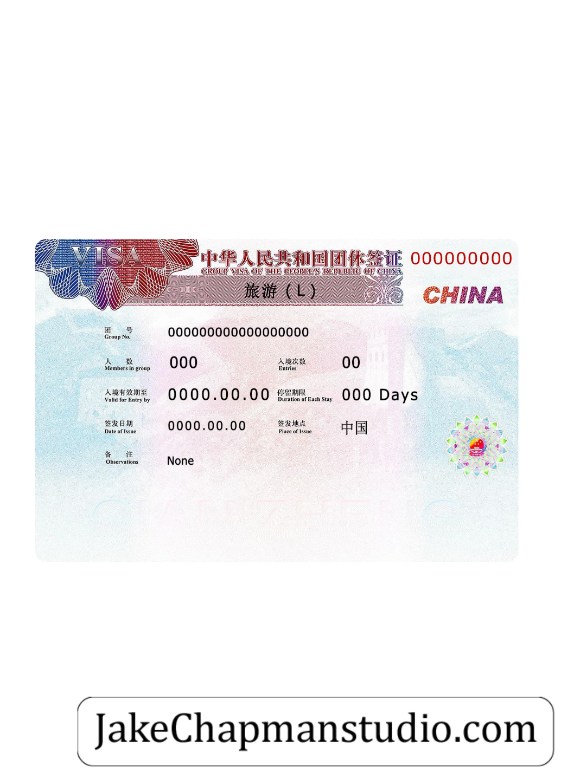 VISA
中华人民共和国团体签证 000000000
GROUP VISA OF THE PEOPLE'S REPUBLIC OF CHINA
旅游 ( L )
CHINA
团 号 000000000000000000
Group No.
人 数 000 入境次数 00
Members in group Entries
入境有效期至 0000.00.00 停留期限 000 Days
Valid for Entry by Duration of Each Stay
签发日期 0000.00.00 签发地点 中国
Date of Issue Place of Issue
备 注 None
Observations
JakeChapmanstudio.com